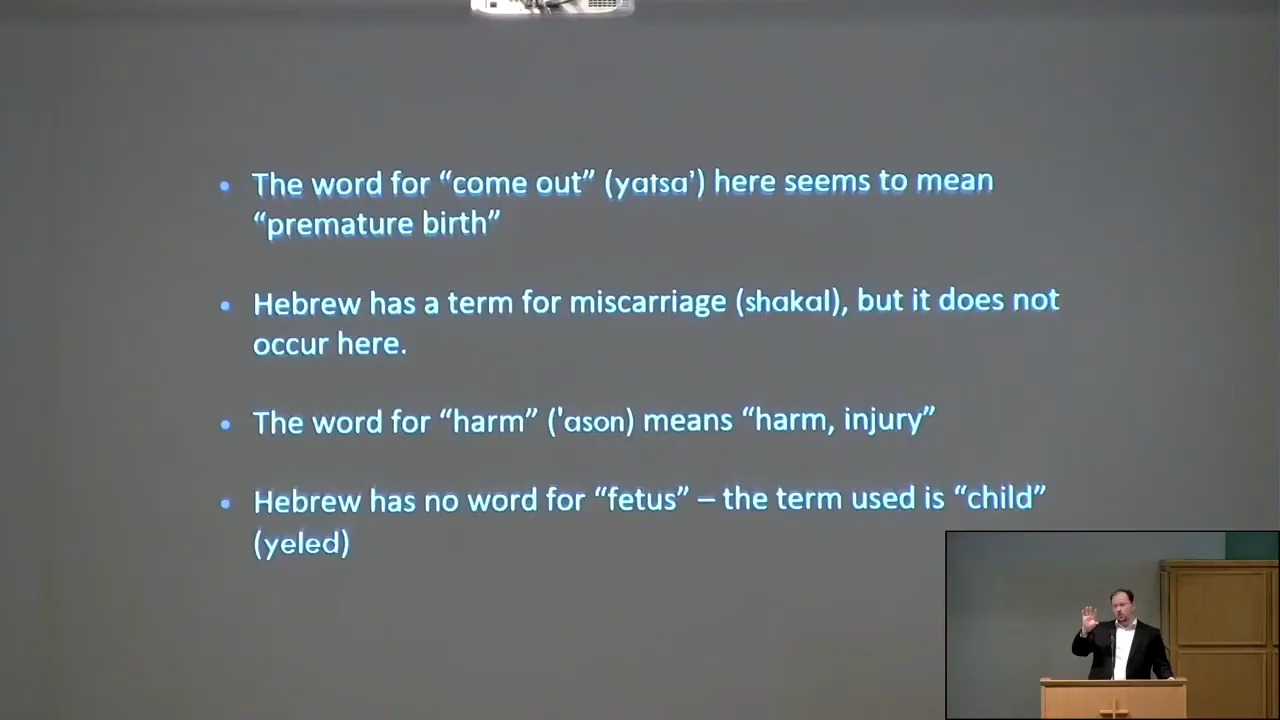 • The word for “come out” (yatsa’) here seems to mean
“premature birth”
• Hebrew has a term for miscarriage (shakal), but it does not
occur here.
• The word for “harm” (’ason) means “harm, injury”
• Hebrew has no word for “fetus” – the term used is “child”
(yeled)